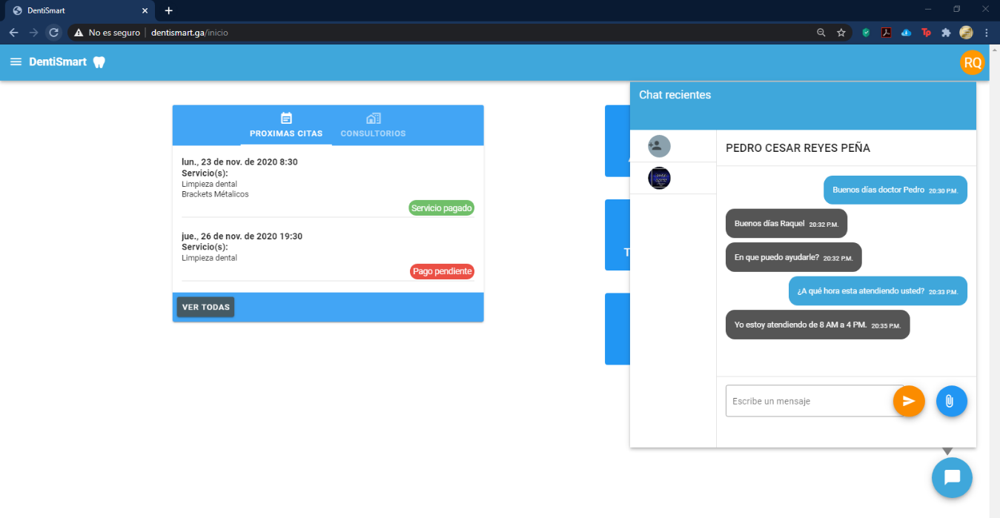 DentiSmart
No es seguro
dentismart.ga/inicio
DentiSmart
RQ
PROXIMAS CITAS
CONSULTORIOS
lun., 23 de nov. de 2020 8:30
Servicio(s):
Limpieza dental
Brackets Metálicos
Servicio pagado
jue., 26 de nov. de 2020 19:30
Servicio(s):
Limpieza dental
Pago pendiente
VER TODAS
Chat recientes
PEDRO CESAR REYES PEÑA
Buenos días doctor Pedro 20:30 P.M.
Buenos días Raquel 20:32 P.M.
En que puedo ayudarle? 20:32 P.M.
¿A qué hora esta atendiendo usted? 20:33 P.M.
Yo estoy atendiendo de 8 AM a 4 PM. 20:35 P.M.
Escribe un mensaje